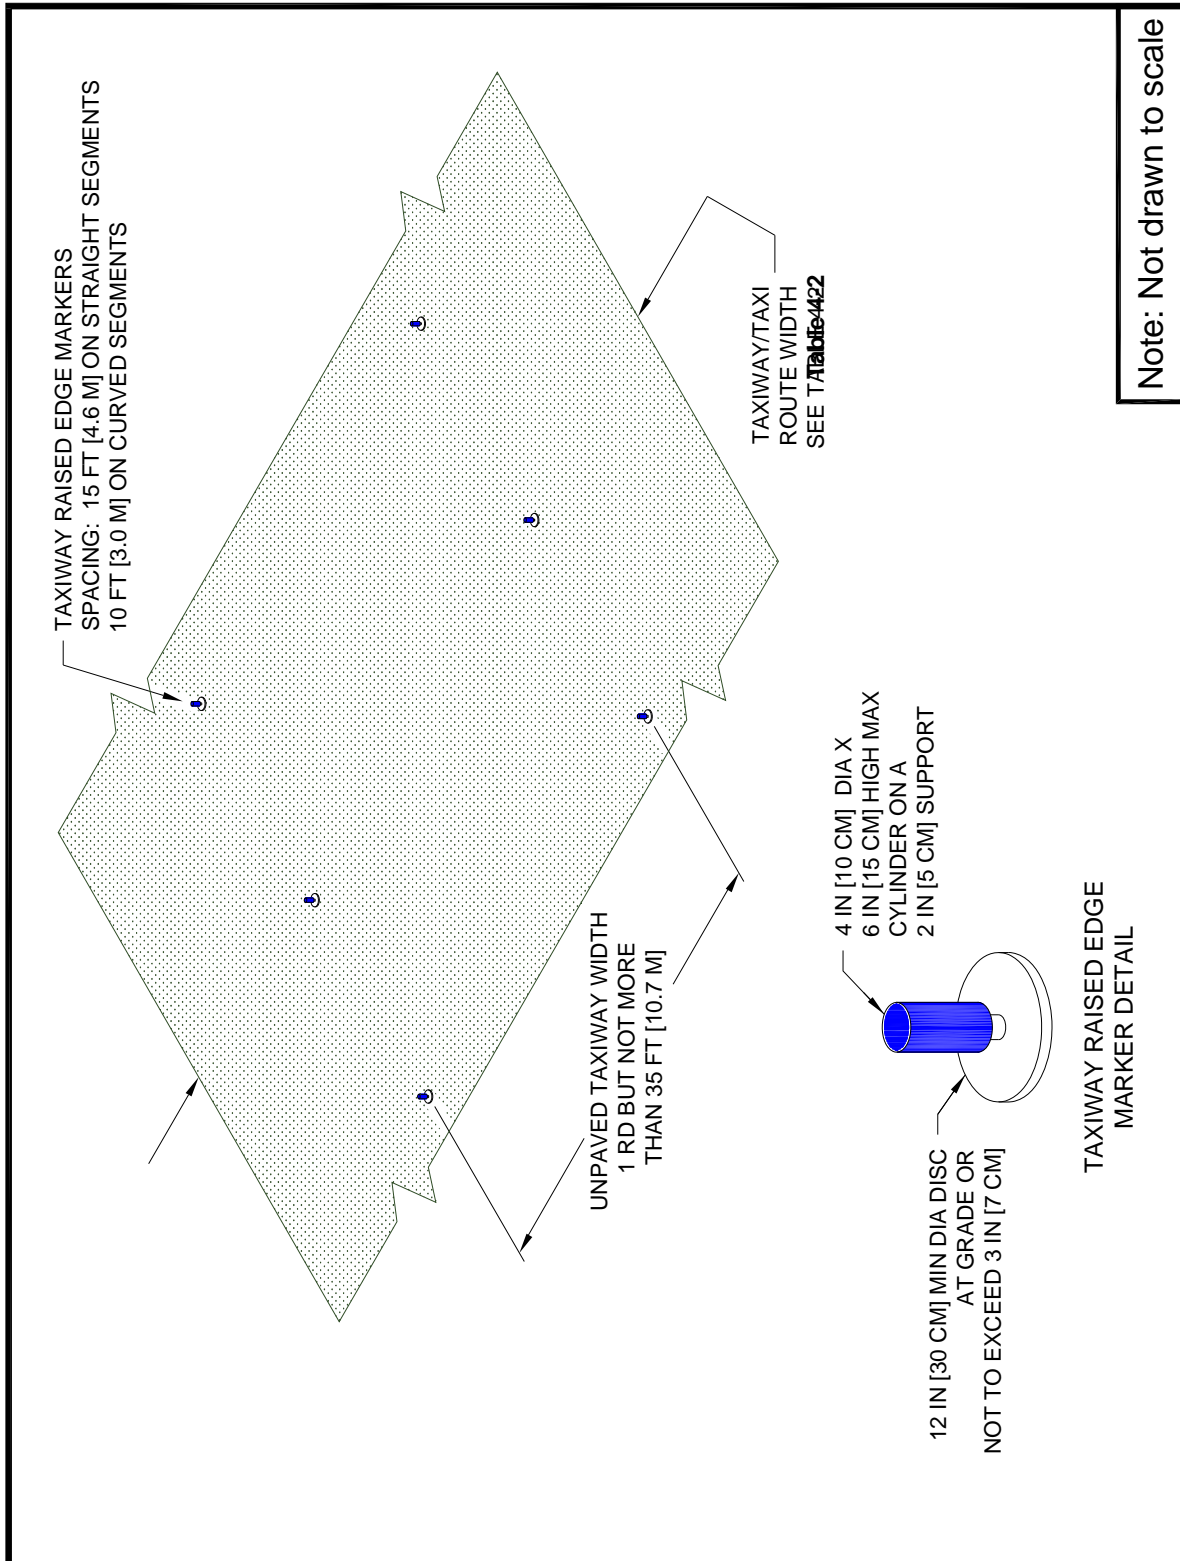 TAXIWAY RAISED EDGE MARKERS
SPACING: 15 FT [4.6 M] ON STRAIGHT SEGMENTS
10 FT [3.0 M] ON CURVED SEGMENTS
TAXIWAY/TAXI
ROUTE WIDTH
SEE Table 4-2
UNPAVED TAXIWAY WIDTH
1 RD BUT NOT MORE
THAN 35 FT [10.7 M]
4 IN [10 CM] DIA X
6 IN [15 CM] HIGH MAX
CYLINDER ON A
2 IN [5 CM] SUPPORT
12 IN [30 CM] MIN DIA DISC
AT GRADE OR
NOT TO EXCEED 3 IN [7 CM]
TAXIWAY RAISED EDGE
MARKER DETAIL
Note: Not drawn to scale